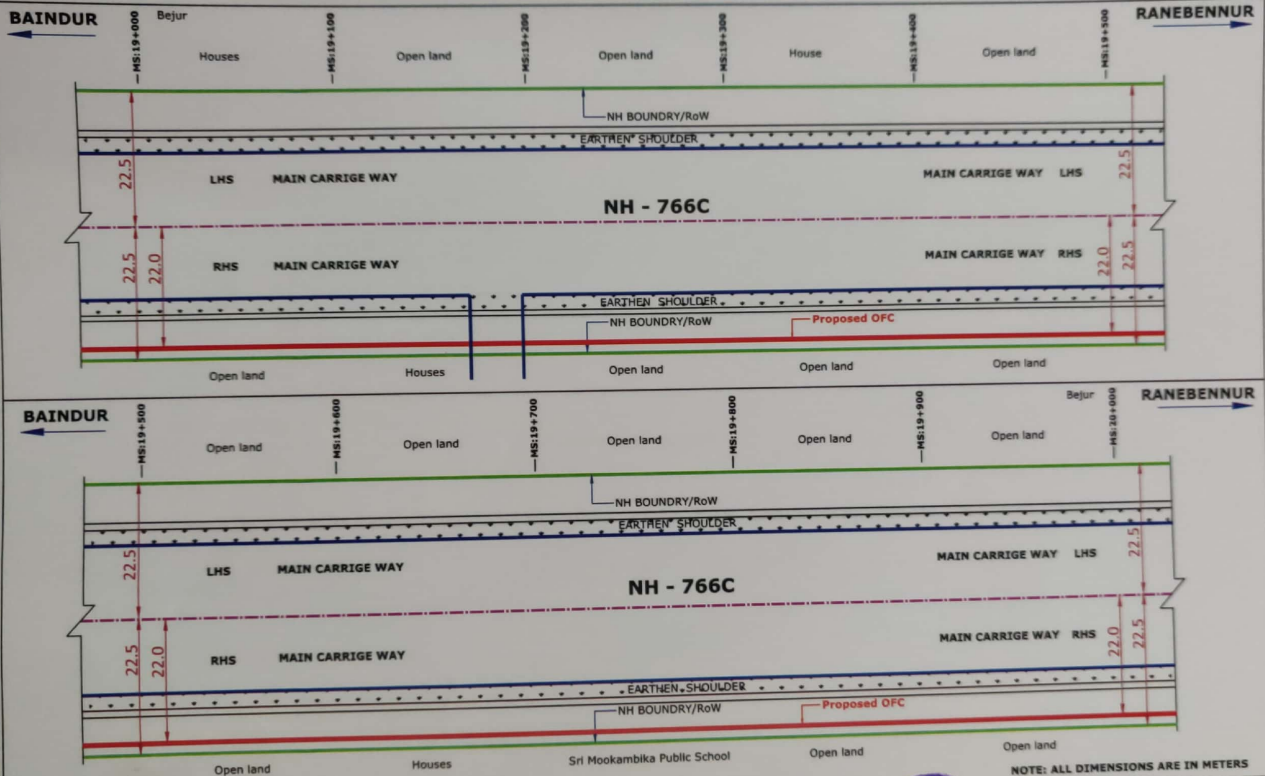 BAINDUR
Bejur
RANEBENNUR
MS:19+000
MS:19+100
MS:19+200
MS:19+300
MS:19+400
MS:19+500
Houses
Open land
Open land
House
Open land
NH BOUNDRY/RoW
EARTHEN SHOULDER
22.5
LHS MAIN CARRIGE WAY
MAIN CARRIGE WAY LHS
22.5
NH - 766C
22.5
22.0
RHS MAIN CARRIGE WAY
MAIN CARRIGE WAY RHS
22.0
22.5
EARTHEN SHOULDER
NH BOUNDRY/RoW
Proposed OFC
Open land
Houses
Open land
Open land
Open land
BAINDUR
Bejur
RANEBENNUR
MS:19+500
MS:19+600
MS:19+700
MS:19+800
MS:19+900
MS:20+000
Open land
Open land
Open land
Open land
Open land
NH BOUNDRY/RoW
EARTHEN SHOULDER
22.5
LHS MAIN CARRIGE WAY
MAIN CARRIGE WAY LHS
22.5
NH - 766C
22.5
22.0
RHS MAIN CARRIGE WAY
MAIN CARRIGE WAY RHS
22.0
22.5
EARTHEN SHOULDER
NH BOUNDRY/RoW
Proposed OFC
Open land
Houses
Sri Mookambika Public School
Open land
Open land
NOTE: ALL DIMENSIONS ARE IN METERS